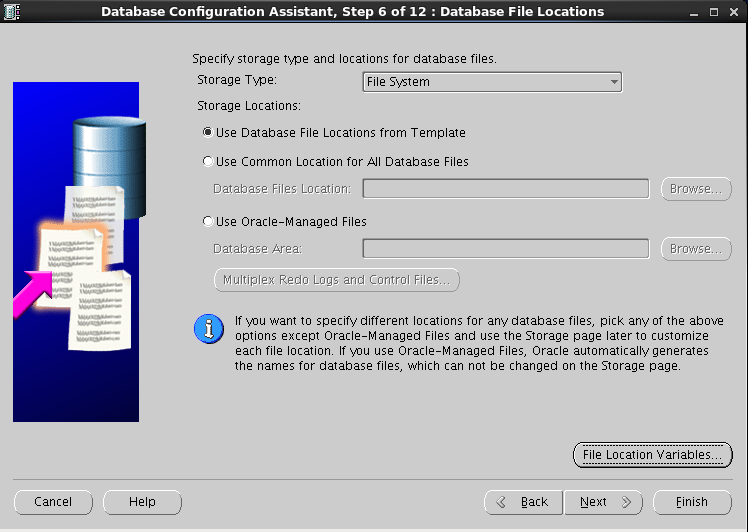 Database Configuration Assistant, Step 6 of 12 : Database File Locations
Specify storage type and locations for database files.
Storage Type:
File System
Storage Locations:
Use Database File Locations from Template
Use Common Location for All Database Files
Database Files Location:
Browse...
Use Oracle-Managed Files
Database Area:
Browse...
Multiplex Redo Logs and Control Files...
If you want to specify different locations for any database files, pick any of the above
options except Oracle-Managed Files and use the Storage page later to customize
each file location. If you use Oracle-Managed Files, Oracle automatically generates
the names for database files, which can not be changed on the Storage page.
File Location Variables...
Cancel
Help
Back
Next
Finish